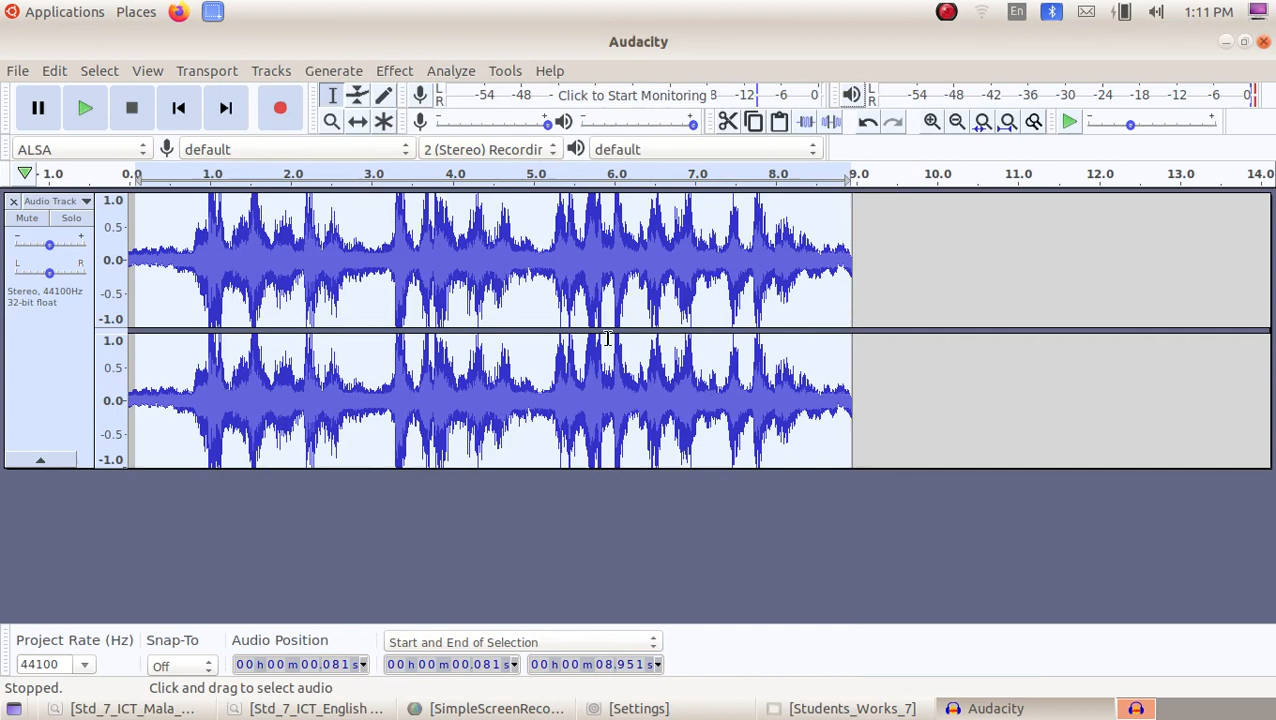 Applications Places En 1:11 PM
Audacity
File Edit Select View Transport Tracks Generate Effect Analyze Tools Help
L R -54 -48 - Click to Start Monitoring -12 -6 0 L R -54 -48 -42 -36 -30 -24 -18 -12 -6 0
ALSA default 2 (Stereo) Recordir default
1.0 0.0 1.0 2.0 3.0 4.0 5.0 6.0 7.0 8.0 9.0 10.0 11.0 12.0 13.0 14.0
Audio Track 1.0
Mute Solo
0.5
- +
0.0
L R
Stereo, 44100Hz -0.5
32-bit float
-1.0
1.0
0.5
0.0
-0.5
-1.0
Project Rate (Hz) Snap-To Audio Position Start and End of Selection
44100 Off 00 h 00 m 00.081 s 00 h 00 m 00.081 s 00 h 00 m 08.951 s
Stopped. Click and drag to select audio
[Std_7_ICT_Mala_... [Std_7_ICT_English ... [SimpleScreenReco... [Settings] [Students_Works_7] Audacity